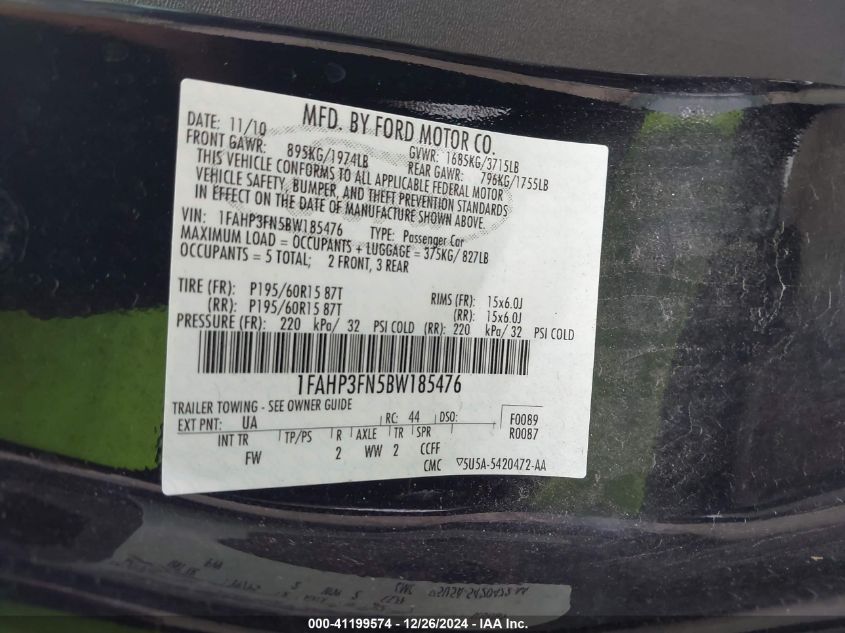 MFD. BY FORD MOTOR CO.
DATE: 11/10 GVWR: 1685KG/3715LB
FRONT GAWR: 895KG/1974LB REAR GAWR: 796KG/1755LB
THIS VEHICLE CONFORMS TO ALL APPLICABLE FEDERAL MOTOR
VEHICLE SAFETY, BUMPER, AND THEFT PREVENTION STANDARDS
IN EFFECT ON THE DATE OF MANUFACTURE SHOWN ABOVE.
VIN: 1FAHP3FN5BW185476 TYPE: Passenger Car
MAXIMUM LOAD = OCCUPANTS + LUGGAGE = 375KG/ 827LB
OCCUPANTS = 5 TOTAL; 2 FRONT, 3 REAR
TIRE (FR): P195/60R15 87T RIMS (FR): 15x6.0J
(RR): P195/60R15 87T (RR): 15x6.0J
PRESSURE (FR): 220 kPa/ 32 PSI COLD (RR): 220 kPa/ 32 PSI COLD
1FAHP3FN5BW185476
TRAILER TOWING - SEE OWNER GUIDE
EXT PNT: UA RC: 44 DSO: F0089
INT TR TP/PS R AXLE TR SPR R0087
FW 2 WW 2 CCFF
CMC ▽5U5A-5420472-AA
000-41199574 - 12/26/2024 - IAA Inc.